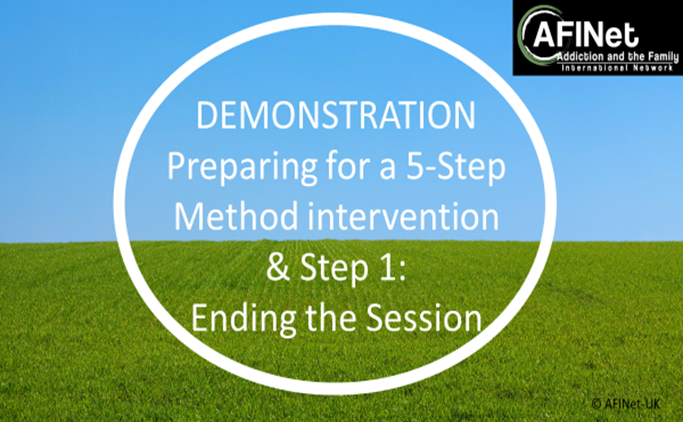 AFINet
Addiction and the Family
International Network
DEMONSTRATION
Preparing for a 5-Step
Method intervention
& Step 1:
Ending the Session
© AFINet-UK